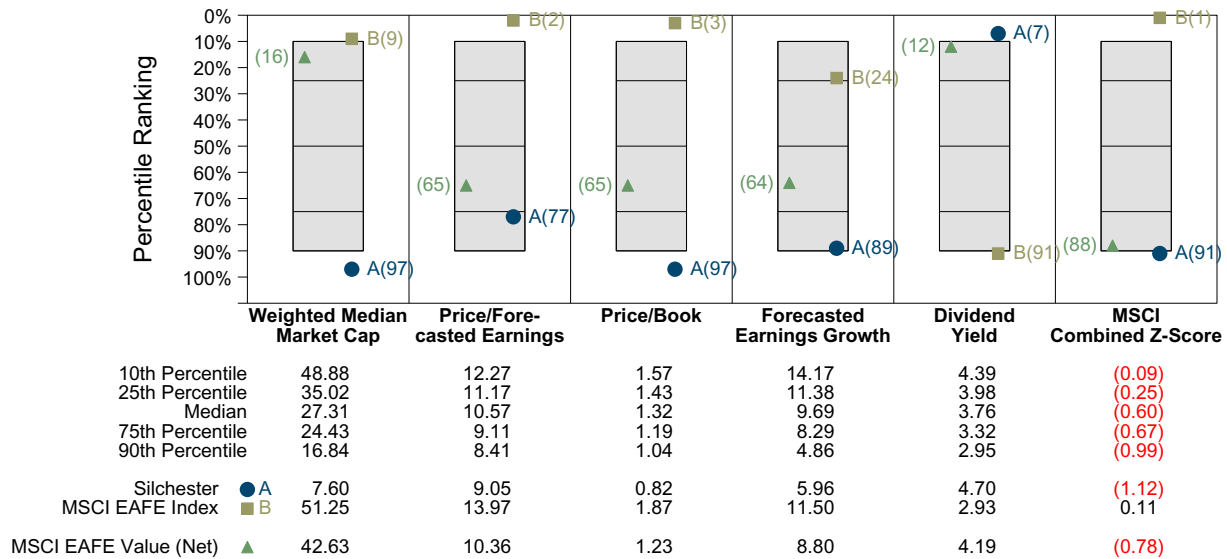 Percentile Ranking
0%
10%
20%
30%
40%
50%
60%
70%
80%
90%
100%
(16)
B(9)
A(97)
B(2)
(65)
A(77)
B(3)
(65)
A(97)
B(24)
(64)
A(89)
(12)
A(7)
B(91)
B(1)
(88)
A(91)
Weighted Median
Market Cap
Price/Fore-
casted Earnings
Price/Book
Forecasted
Earnings Growth
Dividend
Yield
MSCI
Combined Z-Score
10th Percentile 48.88 12.27 1.57 14.17 4.39 (0.09)
25th Percentile 35.02 11.17 1.43 11.38 3.98 (0.25)
Median 27.31 10.57 1.32 9.69 3.76 (0.60)
75th Percentile 24.43 9.11 1.19 8.29 3.32 (0.67)
90th Percentile 16.84 8.41 1.04 4.86 2.95 (0.99)
Silchester A 7.60 9.05 0.82 5.96 4.70 (1.12)
MSCI EAFE Index B 51.25 13.97 1.87 11.50 2.93 0.11
MSCI EAFE Value (Net) 42.63 10.36 1.23 8.80 4.19 (0.78)